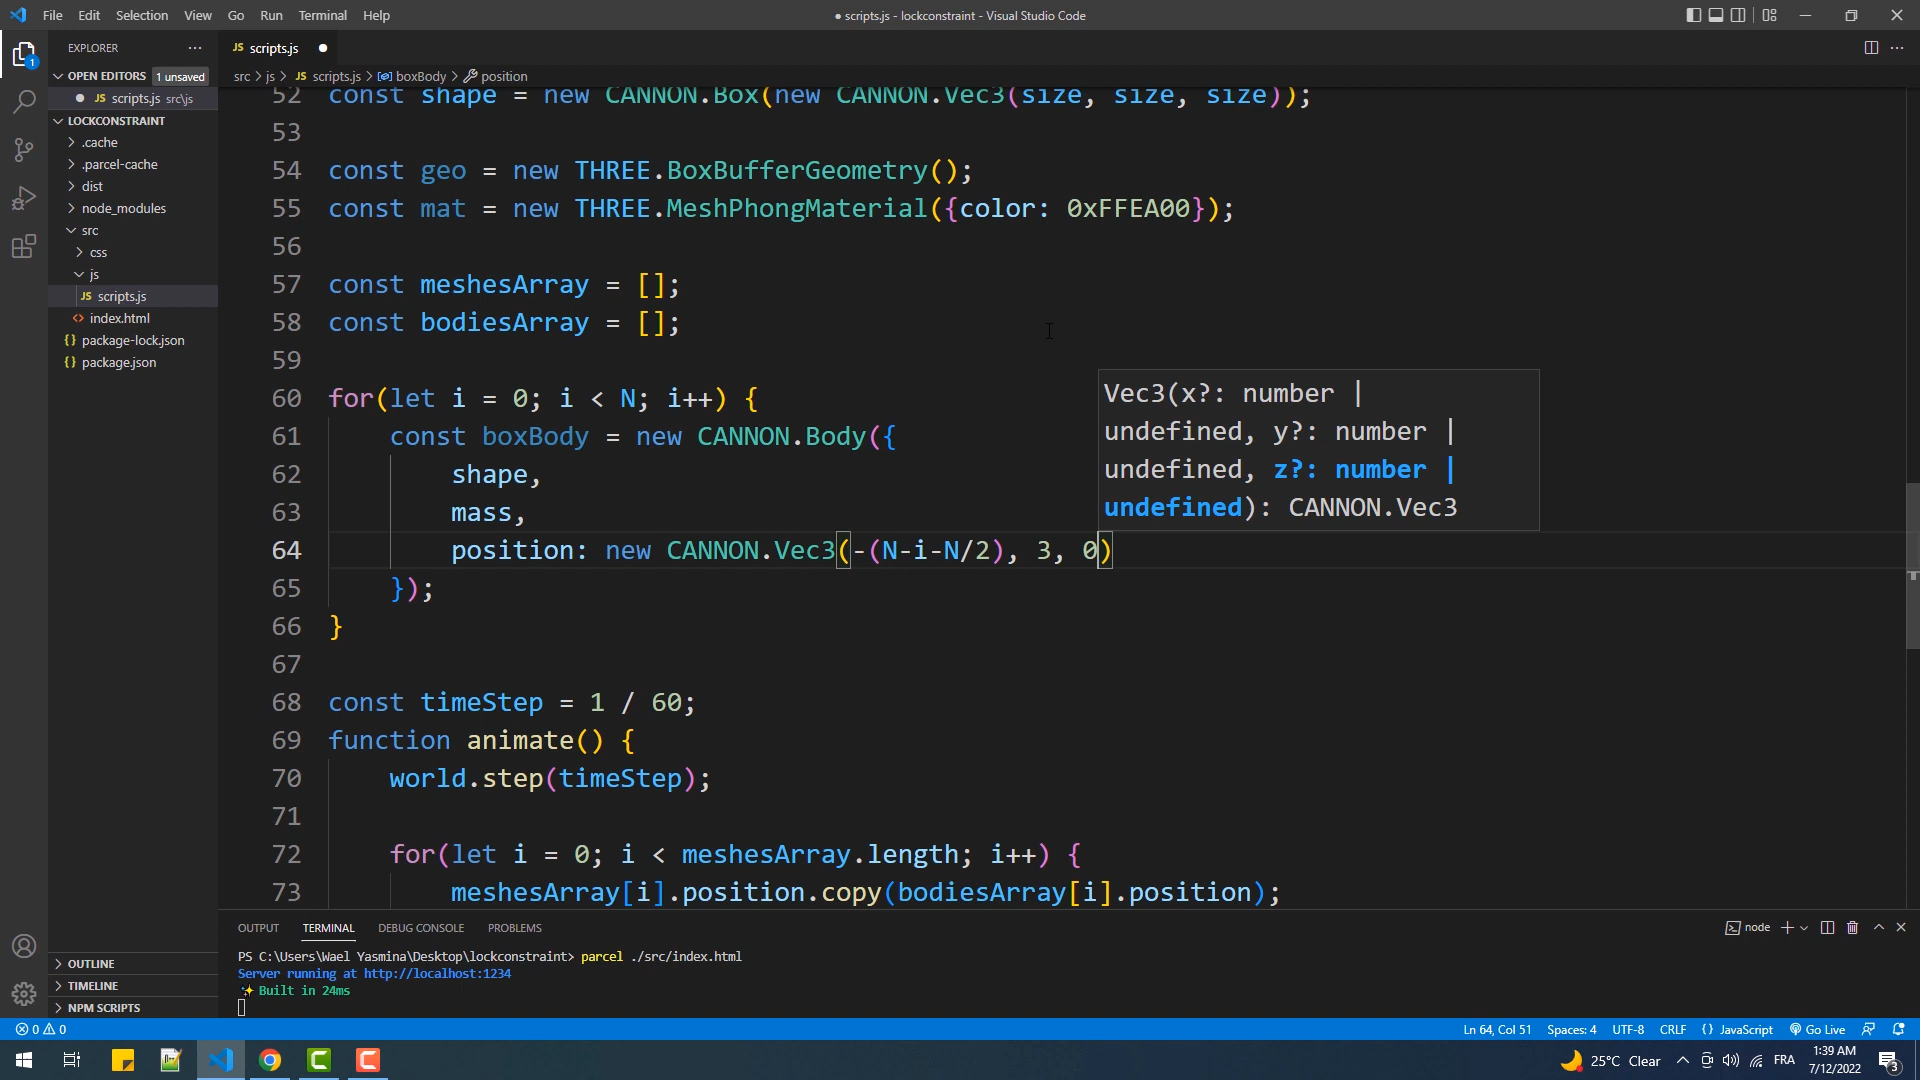 File Edit Selection View Go Run Terminal Help
● scripts.js - lockconstraint - Visual Studio Code
EXPLORER
OPEN EDITORS 1 unsaved
JS scripts.js src\js
LOCKCONSTRAINT
.cache
.parcel-cache
dist
node_modules
src
css
js
JS scripts.js
index.html
package-lock.json
package.json
OUTLINE
TIMELINE
NPM SCRIPTS
JS scripts.js
src > js > JS scripts.js > boxBody > position
52 const shape = new CANNON.Box(new CANNON.Vec3(size, size, size));
53
54 const geo = new THREE.BoxBufferGeometry();
55 const mat = new THREE.MeshPhongMaterial({color: 0xFFEA00});
56
57 const meshesArray = [];
58 const bodiesArray = [];
59
60 for(let i = 0; i < N; i++) {
61 const boxBody = new CANNON.Body({
62 shape,
63 mass,
64 position: new CANNON.Vec3(-(N-i-N/2), 3, 0)
65 });
66 }
67
68 const timeStep = 1 / 60;
69 function animate() {
70 world.step(timeStep);
71
72 for(let i = 0; i < meshesArray.length; i++) {
73 meshesArray[i].position.copy(bodiesArray[i].position);
Vec3(x?: number |
undefined, y?: number |
undefined, z?: number |
undefined): CANNON.Vec3
OUTPUT TERMINAL DEBUG CONSOLE PROBLEMS
node
PS C:\Users\Wael Yasmina\Desktop\lockconstraint> parcel ./src/index.html
Server running at http://localhost:1234
✨ Built in 24ms
0 0
Ln 64, Col 51 Spaces: 4 UTF-8 CRLF {} JavaScript Go Live
25°C Clear FRA
1:39 AM
7/12/2022
3
1